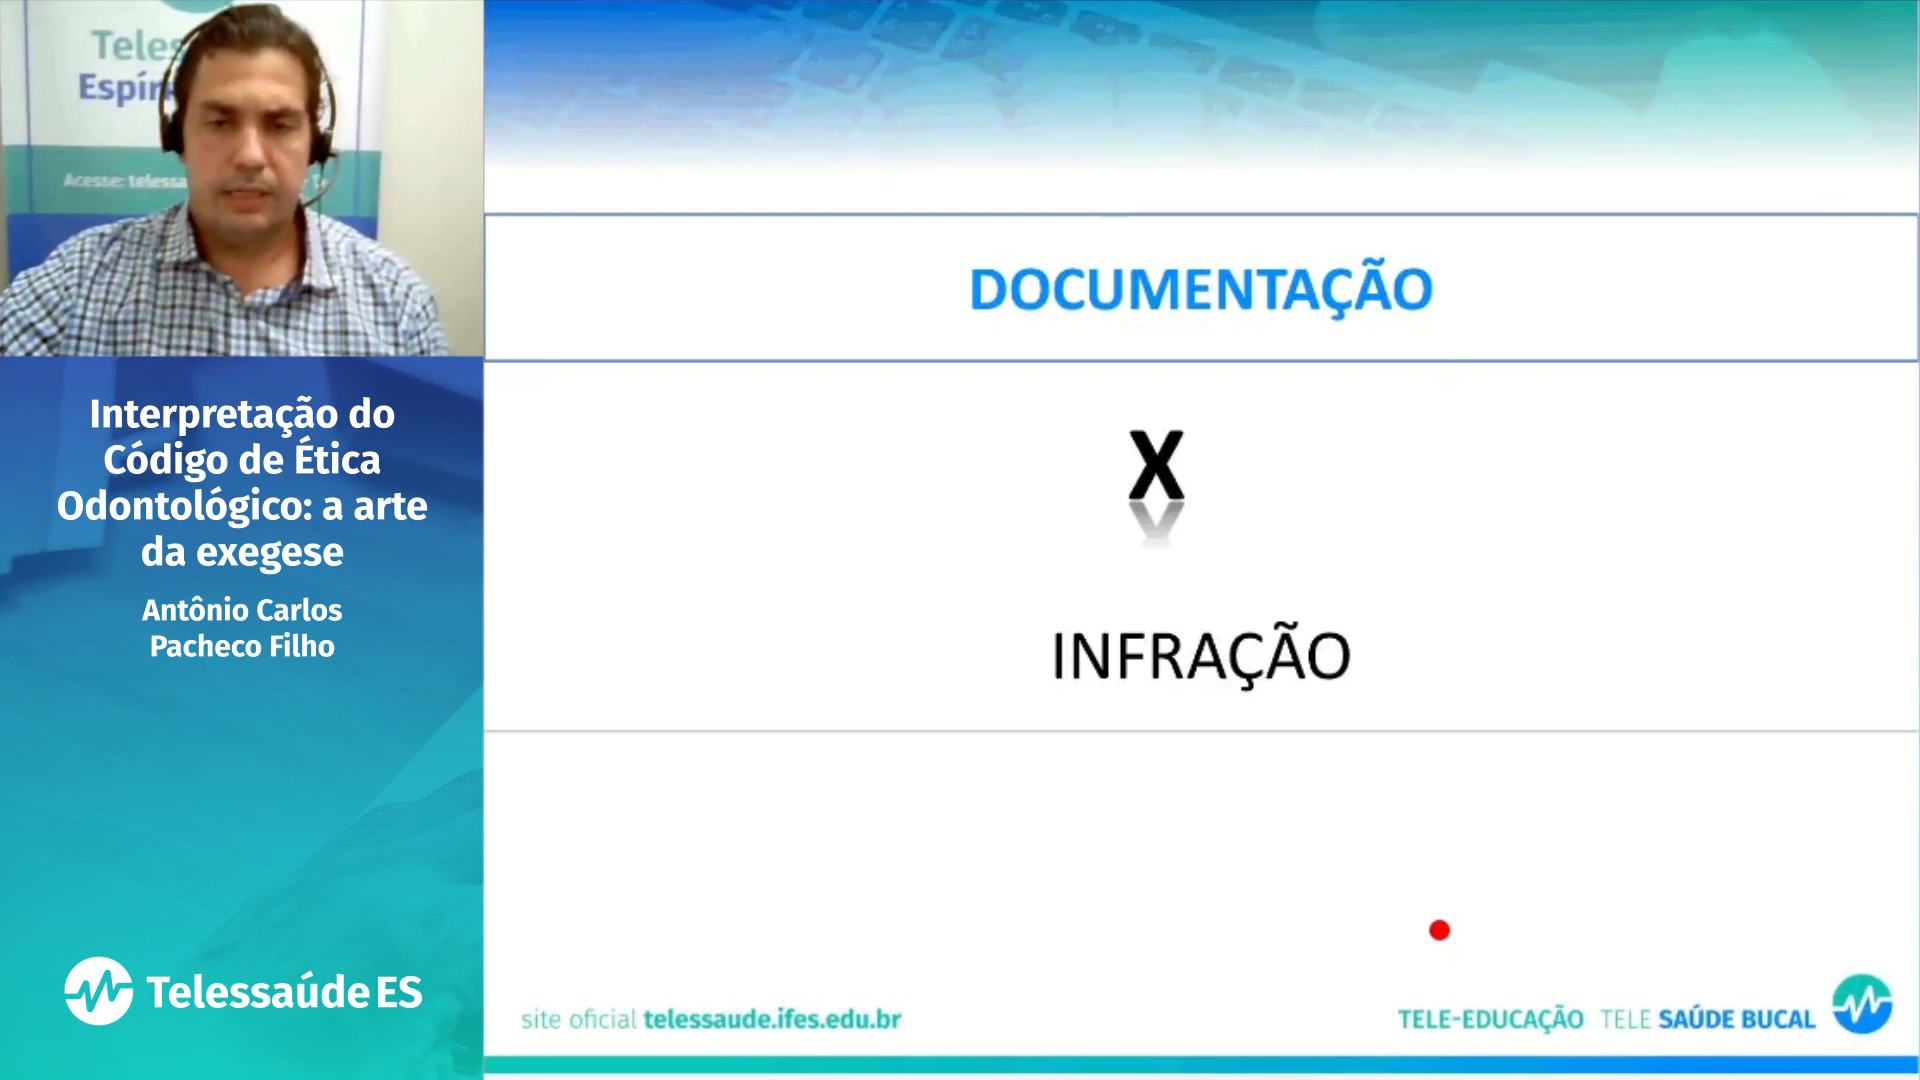 Acesse:
Interpretação do
Código de Ética
Odontológico: a arte
da exegese
Antônio Carlos
Pacheco Filho
TelessaúdeES
DOCUMENTAÇÃO
X
INFRAÇÃO
site oficial telessaude.ifes.edu.br
TELE-EDUCAÇÃO TELE SAÚDE BUCAL